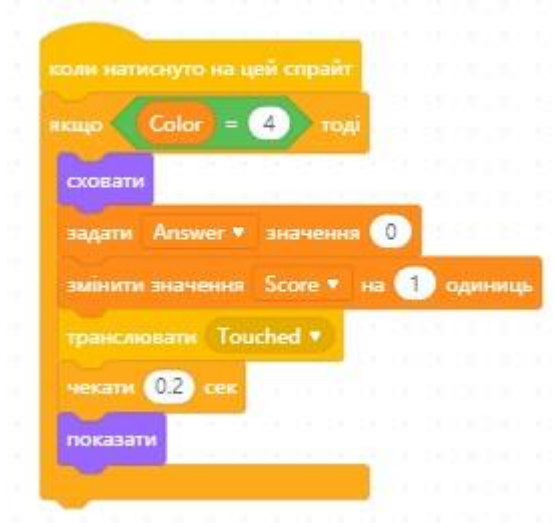 коли натиснуто на цей спрайт
якщо Color = 4 тоді
сховати
задати Answer значення 0
змінити значення Score на 1 одиниць
транслювати Touched
чекати 0.2 сек
показати